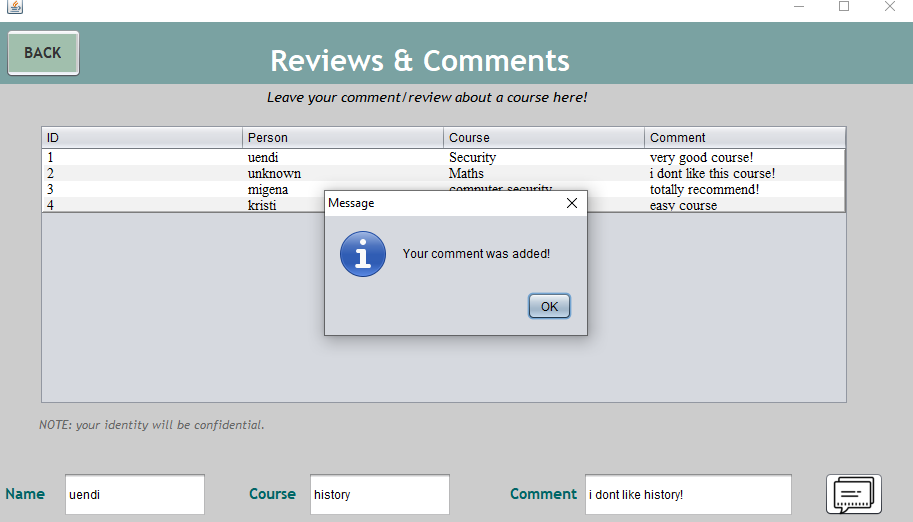 BACK
Reviews & Comments
Leave your comment/review about a course here!
ID Person Course Comment
1 uendi Security very good course!
2 unknown Maths i dont like this course!
3 migena computer security totally recommend!
4 kristi easy course
Message
Your comment was added!
OK
NOTE: your identity will be confidential.
Name uendi Course history Comment i dont like history!